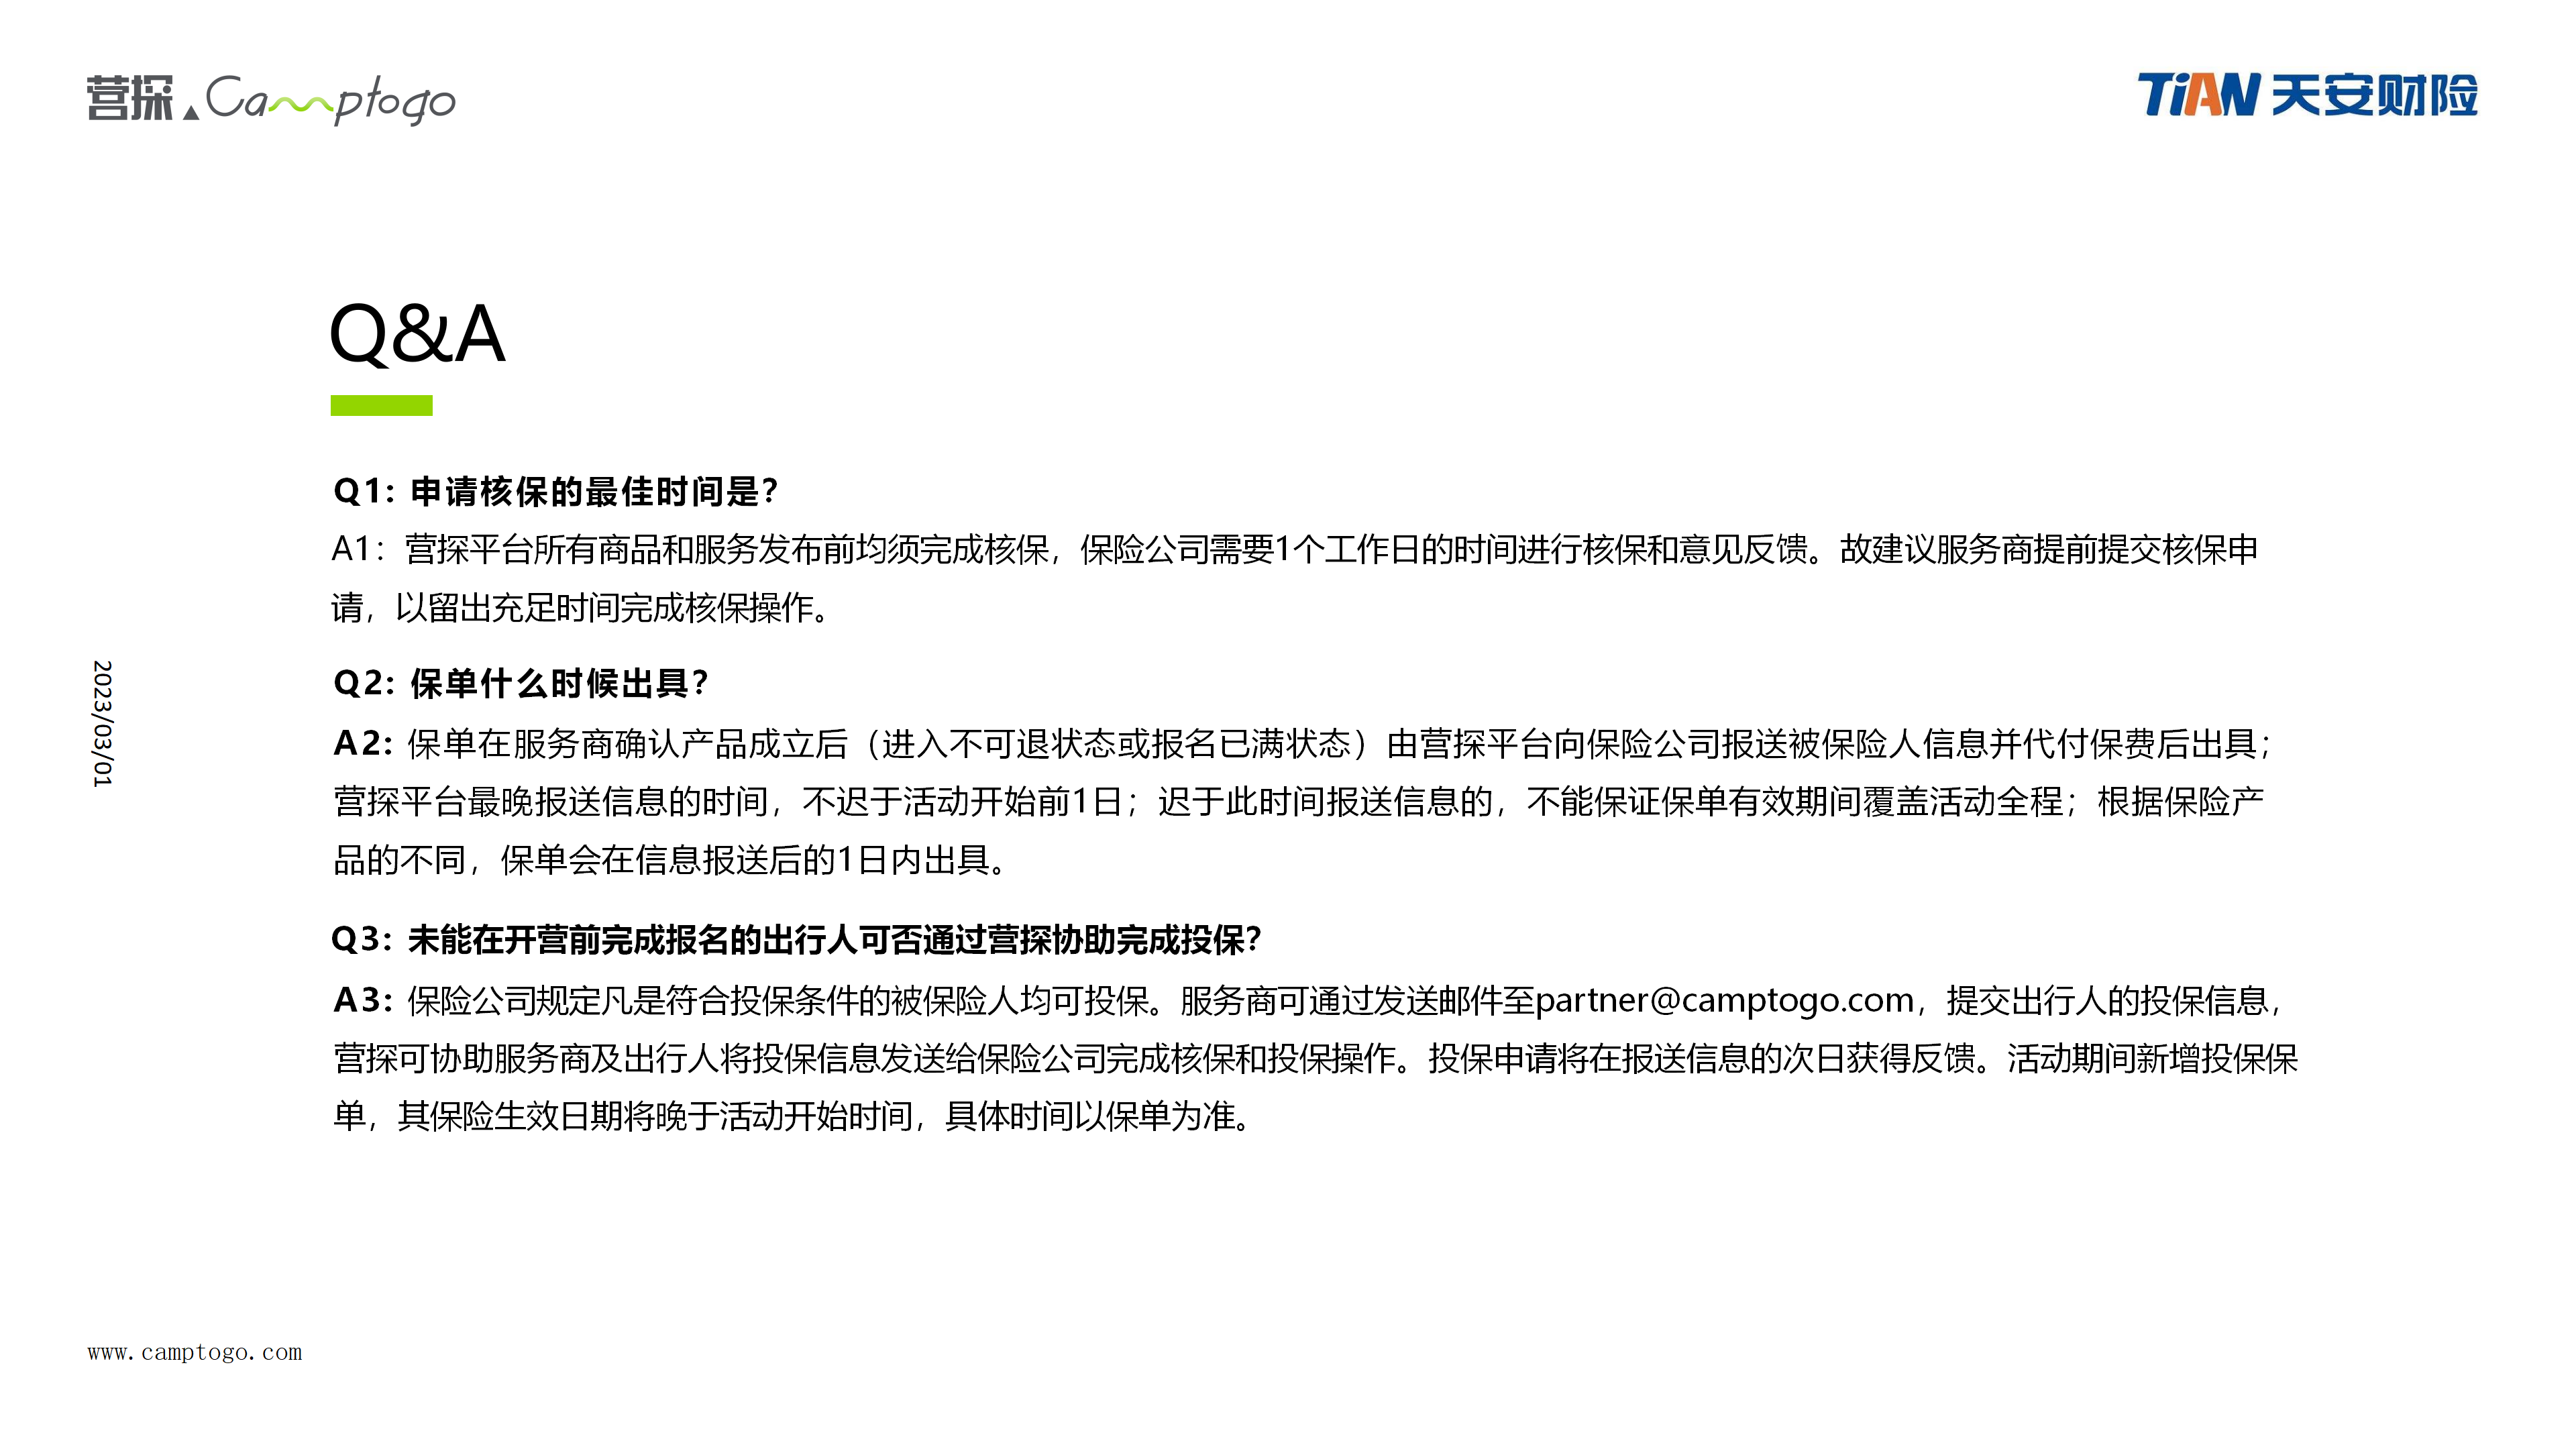 营探 Camptogo
TIAN 天安财险
Q&A
Q1：申请核保的最佳时间是？
A1：营探平台所有商品和服务发布前均须完成核保，保险公司需要1个工作日的时间进行核保和意见反馈。故建议服务商提前提交核保申
请，以留出充足时间完成核保操作。
Q2：保单什么时候出具？
A2：保单在服务商确认产品成立后（进入不可退状态或报名已满状态）由营探平台向保险公司报送被保险人信息并代付保费后出具；
营探平台最晚报送信息的时间，不迟于活动开始前1日；迟于此时间报送信息的，不能保证保单有效期间覆盖活动全程；根据保险产
品的不同，保单会在信息报送后的1日内出具。
Q3：未能在开营前完成报名的出行人可否通过营探协助完成投保？
A3：保险公司规定凡是符合投保条件的被保险人均可投保。服务商可通过发送邮件至partner@camptogo.com，提交出行人的投保信息，
营探可协助服务商及出行人将投保信息发送给保险公司完成核保和投保操作。投保申请将在报送信息的次日获得反馈。活动期间新增投保保
单，其保险生效日期将晚于活动开始时间，具体时间以保单为准。
2023/03/01
www.camptogo.com